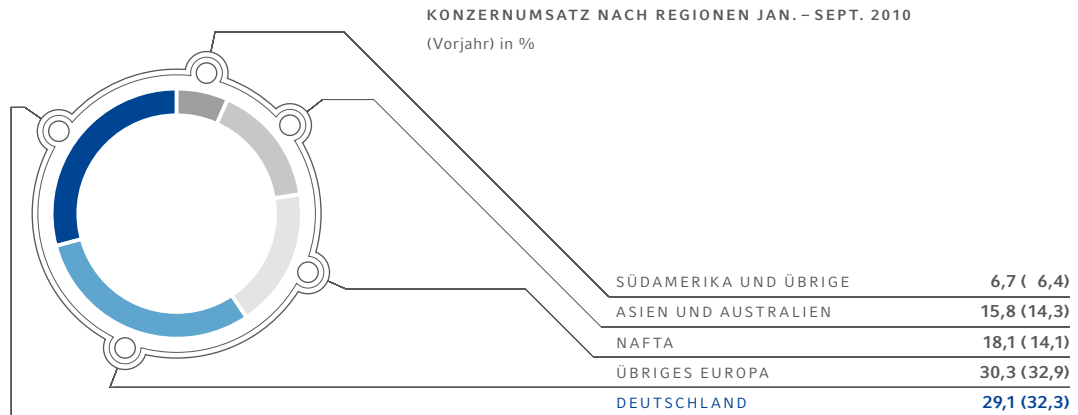 KONZERNUMSATZ NACH REGIONEN JAN. – SEPT. 2010
(Vorjahr) in %
SÜDAMERIKA UND ÜBRIGE 6,7 ( 6,4)
ASIEN UND AUSTRALIEN 15,8 (14,3)
NAFTA 18,1 (14,1)
ÜBRIGES EUROPA 30,3 (32,9)
DEUTSCHLAND 29,1 (32,3)